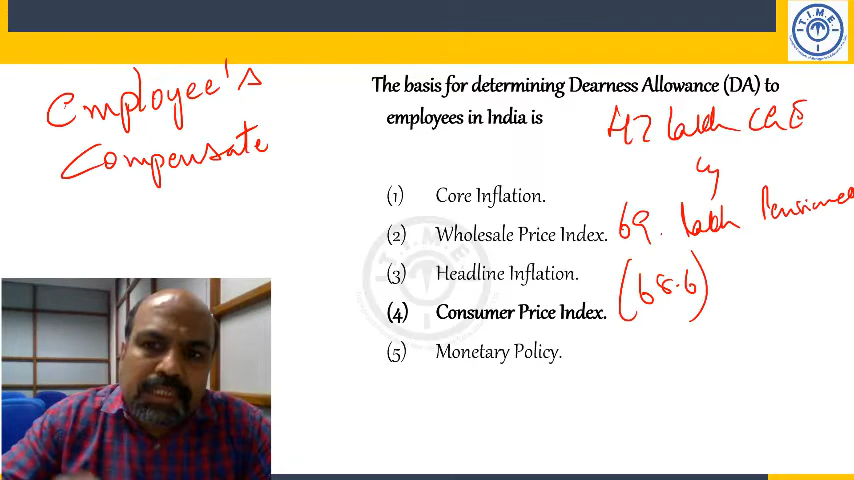 T.I.M.E.
Employee's
Compensate
The basis for determining Dearness Allowance (DA) to
employees in India is
47 lakh CGE
(1) Core Inflation.
(2) Wholesale Price Index.
69 lakh Pensioners
(3) Headline Inflation.
(68.6)
(4) Consumer Price Index.
(5) Monetary Policy.
T.I.M.E.